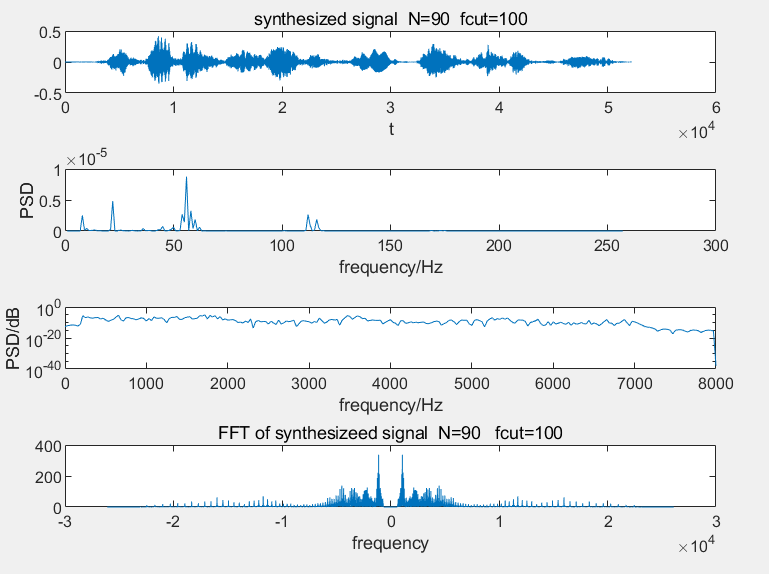 synthesized signal  N=90  fcut=100
0.5
0
-0.5
0 1 2 3 4 5 6
t
×10^4
×10^-5
1
0.5
0
PSD
0 50 100 150 200 250 300
frequency/Hz
10^0
10^-20
10^-40
PSD/dB
0 1000 2000 3000 4000 5000 6000 7000 8000
frequency/Hz
FFT of synthesizeed signal  N=90   fcut=100
400
200
0
-3 -2 -1 0 1 2 3
frequency
×10^4